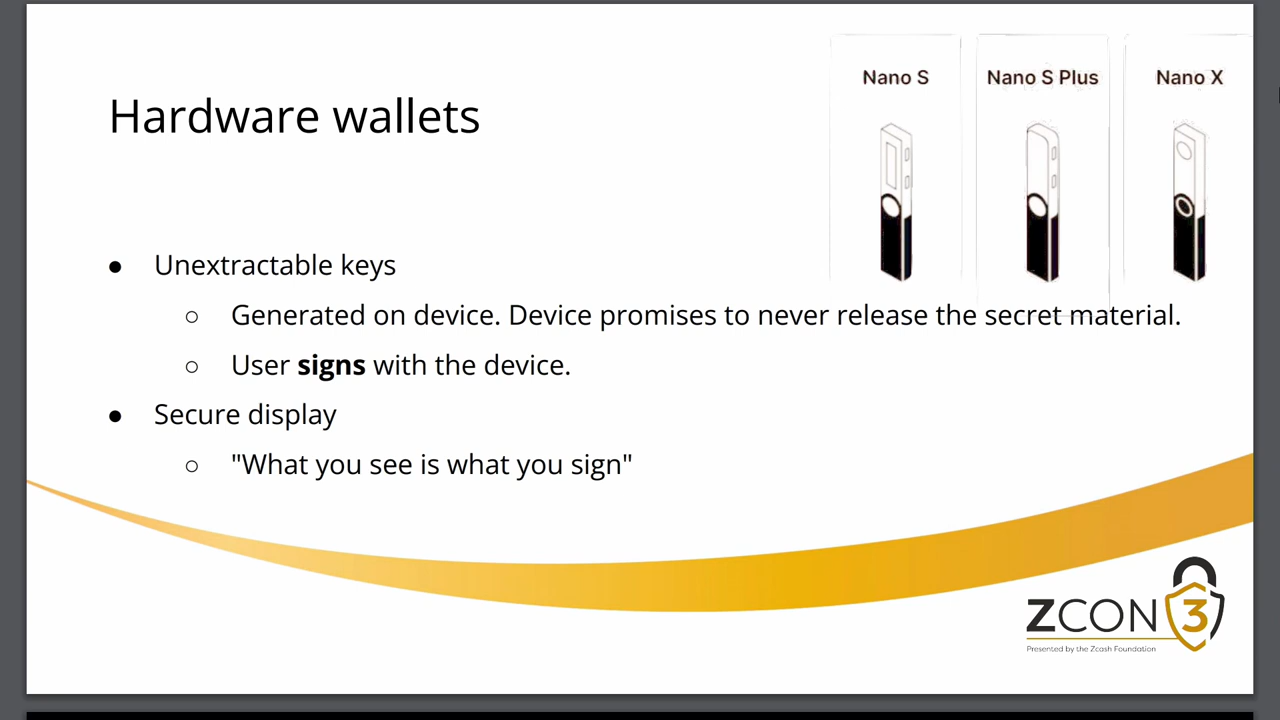 Nano S
Nano S Plus
Nano X
Hardware wallets
● Unextractable keys
○ Generated on device. Device promises to never release the secret material.
○ User signs with the device.
● Secure display
○ "What you see is what you sign"
ZCON 3
Presented by the Zcash Foundation